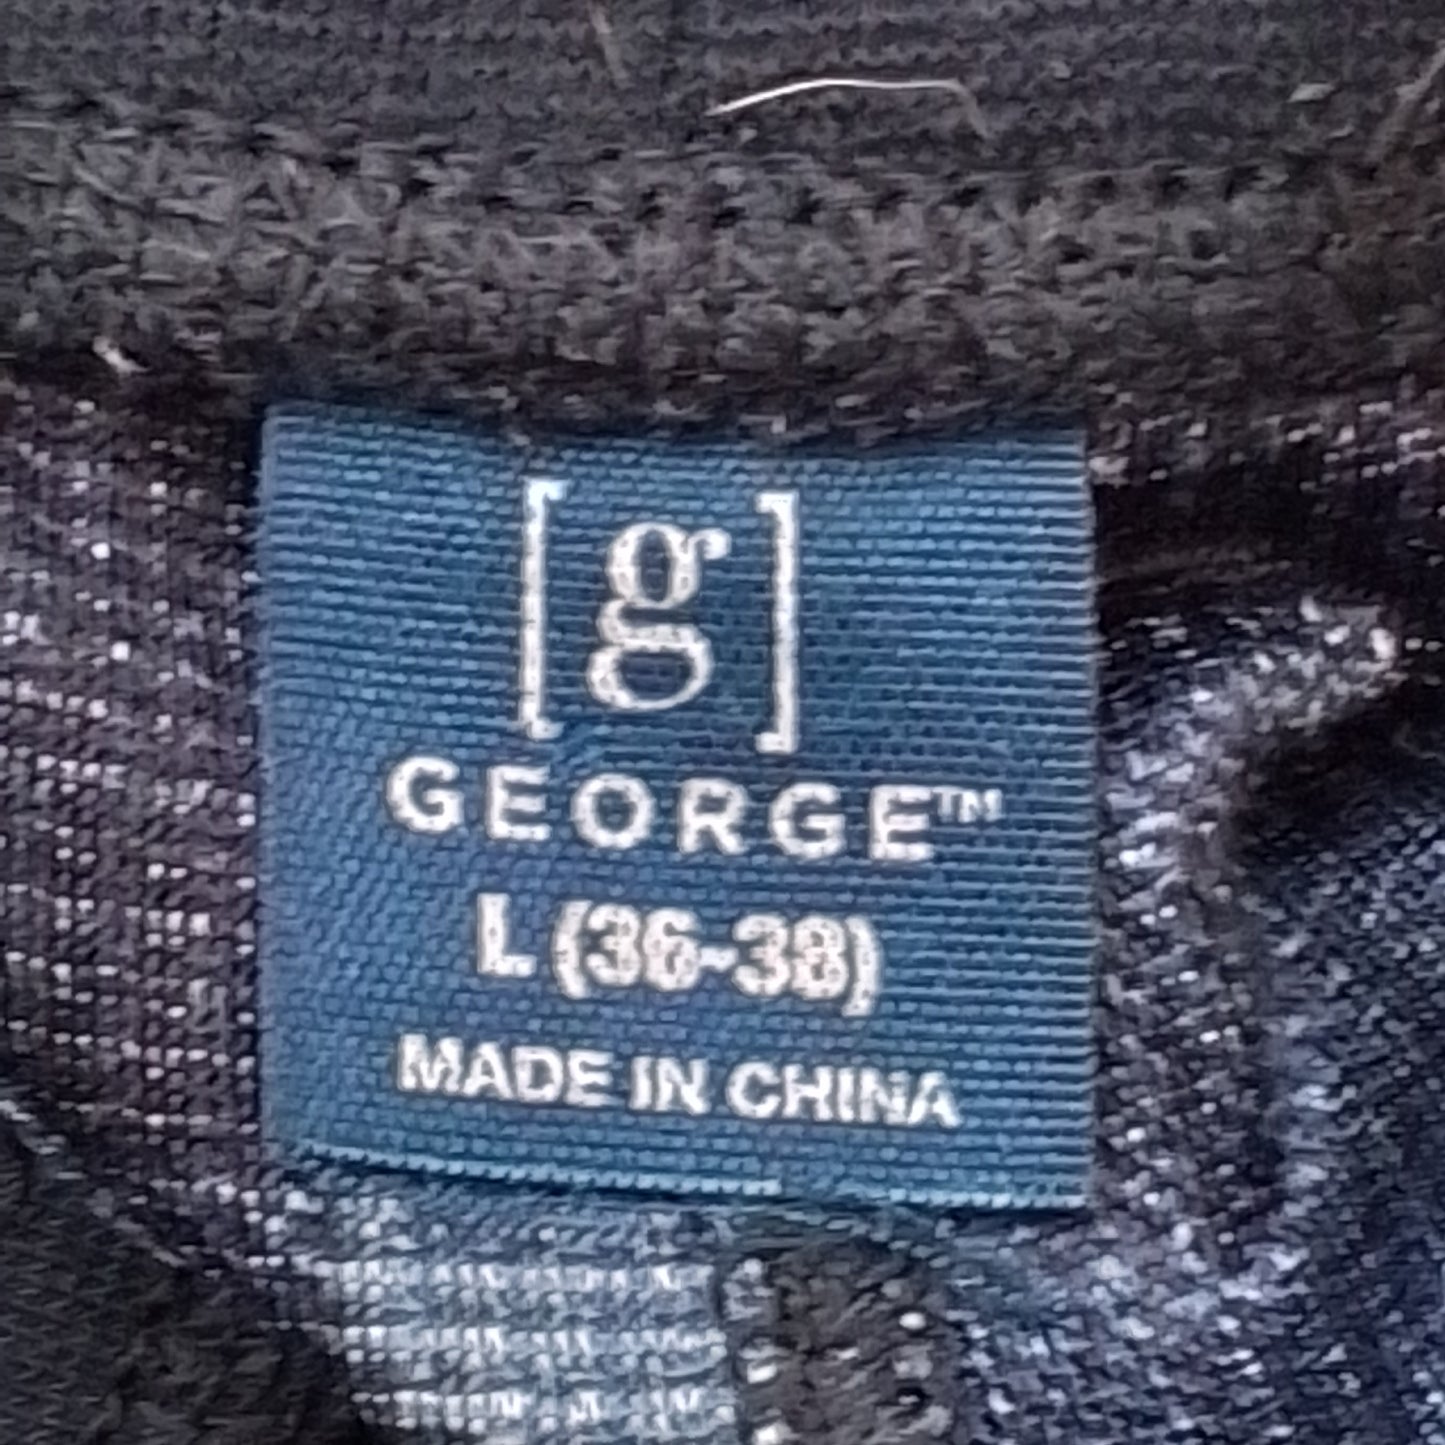 [g]
GEORGE™
L (36-38)
MADE IN CHINA